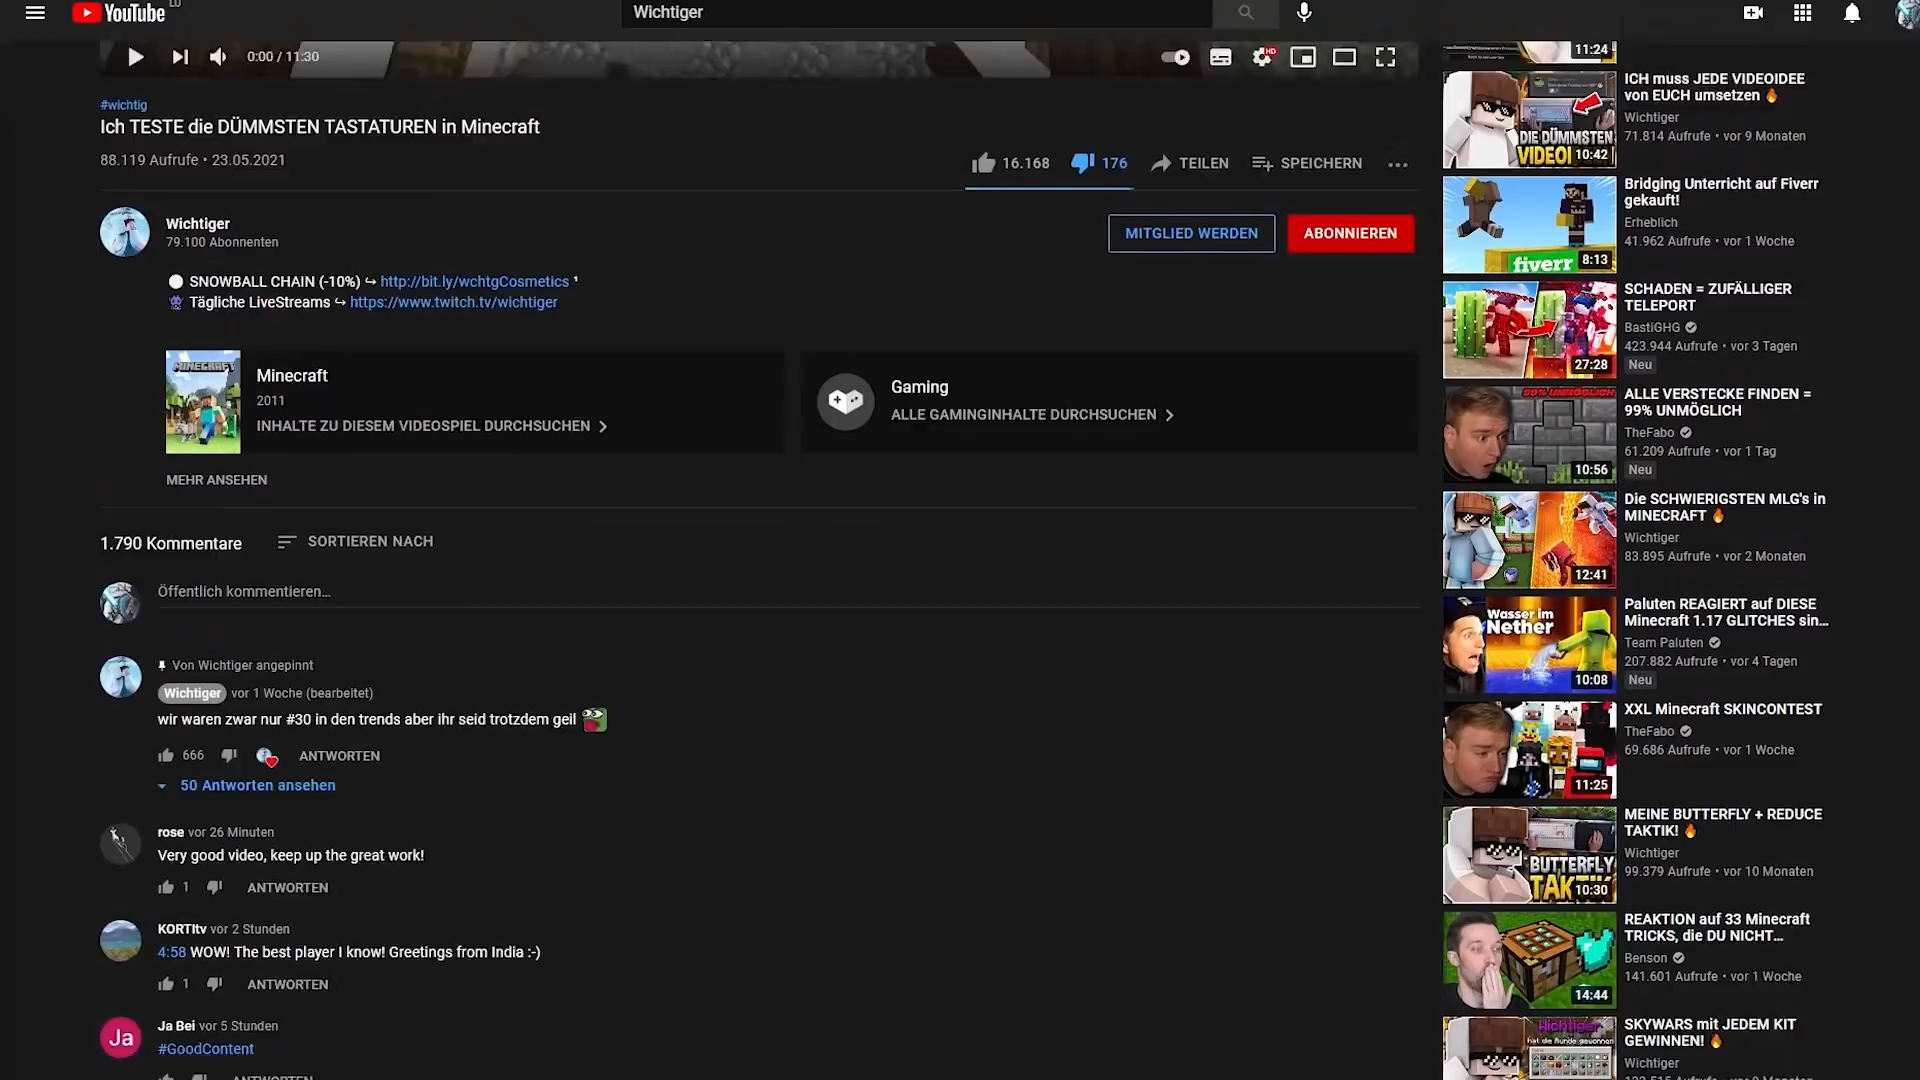 YouTube
LU
Wichtiger
0:00 / 11:30
HD
#wichtig
Ich TESTE die DÜMMSTEN TASTATUREN in Minecraft
88.119 Aufrufe • 23.05.2021
16.168
176
TEILEN
SPEICHERN
Wichtiger
79.100 Abonnenten
MITGLIED WERDEN
ABONNIEREN
SNOWBALL CHAIN (-10%) ↪ http://bit.ly/wchtgCosmetics ¹
Tägliche LiveStreams ↪ https://www.twitch.tv/wichtiger
MINECRAFT
Minecraft
2011
INHALTE ZU DIESEM VIDEOSPIEL DURCHSUCHEN
Gaming
ALLE GAMINGINHALTE DURCHSUCHEN
MEHR ANSEHEN
1.790 Kommentare
SORTIEREN NACH
Öffentlich kommentieren...
Von Wichtiger angepinnt
Wichtiger vor 1 Woche (bearbeitet)
wir waren zwar nur #30 in den trends aber ihr seid trotzdem geil
666
ANTWORTEN
50 Antworten ansehen
rose vor 26 Minuten
Very good video, keep up the great work!
1
ANTWORTEN
KORTItv vor 2 Stunden
4:58 WOW! The best player I know! Greetings from India :-)
1
ANTWORTEN
Ja
Ja Bei vor 5 Stunden
#GoodContent
ANTWORTEN
11:24
DIE DÜMMSTEN
VIDEOI
10:42
ICH muss JEDE VIDEOIDEE
von EUCH umsetzen 🔥
Wichtiger
71.814 Aufrufe • vor 9 Monaten
fiverr
8:13
Bridging Unterricht auf Fiverr
gekauft!
Erheblich
41.962 Aufrufe • vor 1 Woche
27:28
SCHADEN = ZUFÄLLIGER
TELEPORT
BastiGHG
423.944 Aufrufe • vor 3 Tagen
Neu
99% UNMÖGLICH
10:56
ALLE VERSTECKE FINDEN =
99% UNMÖGLICH
TheFabo
61.209 Aufrufe • vor 1 Tag
Neu
12:41
Die SCHWIERIGSTEN MLG's in
MINECRAFT 🔥
Wichtiger
83.895 Aufrufe • vor 2 Monaten
Wasser im
Nether
10:08
Paluten REAGIERT auf DIESE
Minecraft 1.17 GLITCHES sin...
Team Paluten
207.882 Aufrufe • vor 4 Tagen
Neu
11:25
XXL Minecraft SKINCONTEST
TheFabo
69.686 Aufrufe • vor 1 Woche
BUTTERFLY
TAKTIK
10:30
MEINE BUTTERFLY + REDUCE
TAKTIK! 🔥
Wichtiger
99.379 Aufrufe • vor 10 Monaten
14:44
REAKTION auf 33 Minecraft
TRICKS, die DU NICHT...
Benson
141.601 Aufrufe • vor 1 Woche
Wichtiger
hat die Runde gewonnen
SKYWARS mit JEDEM KIT
GEWINNEN! 🔥
Wichtiger